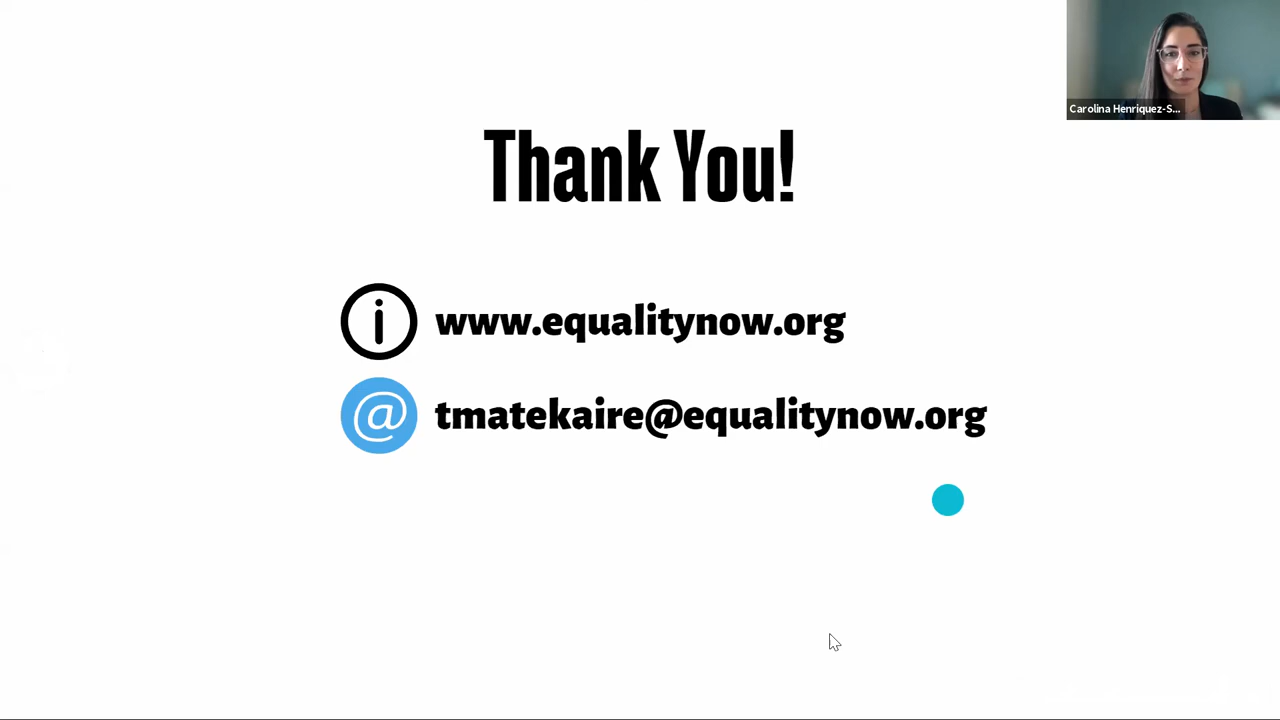 Carolina Henriquez-S...
Thank You!
www.equalitynow.org
@ tmatekaire@equalitynow.org